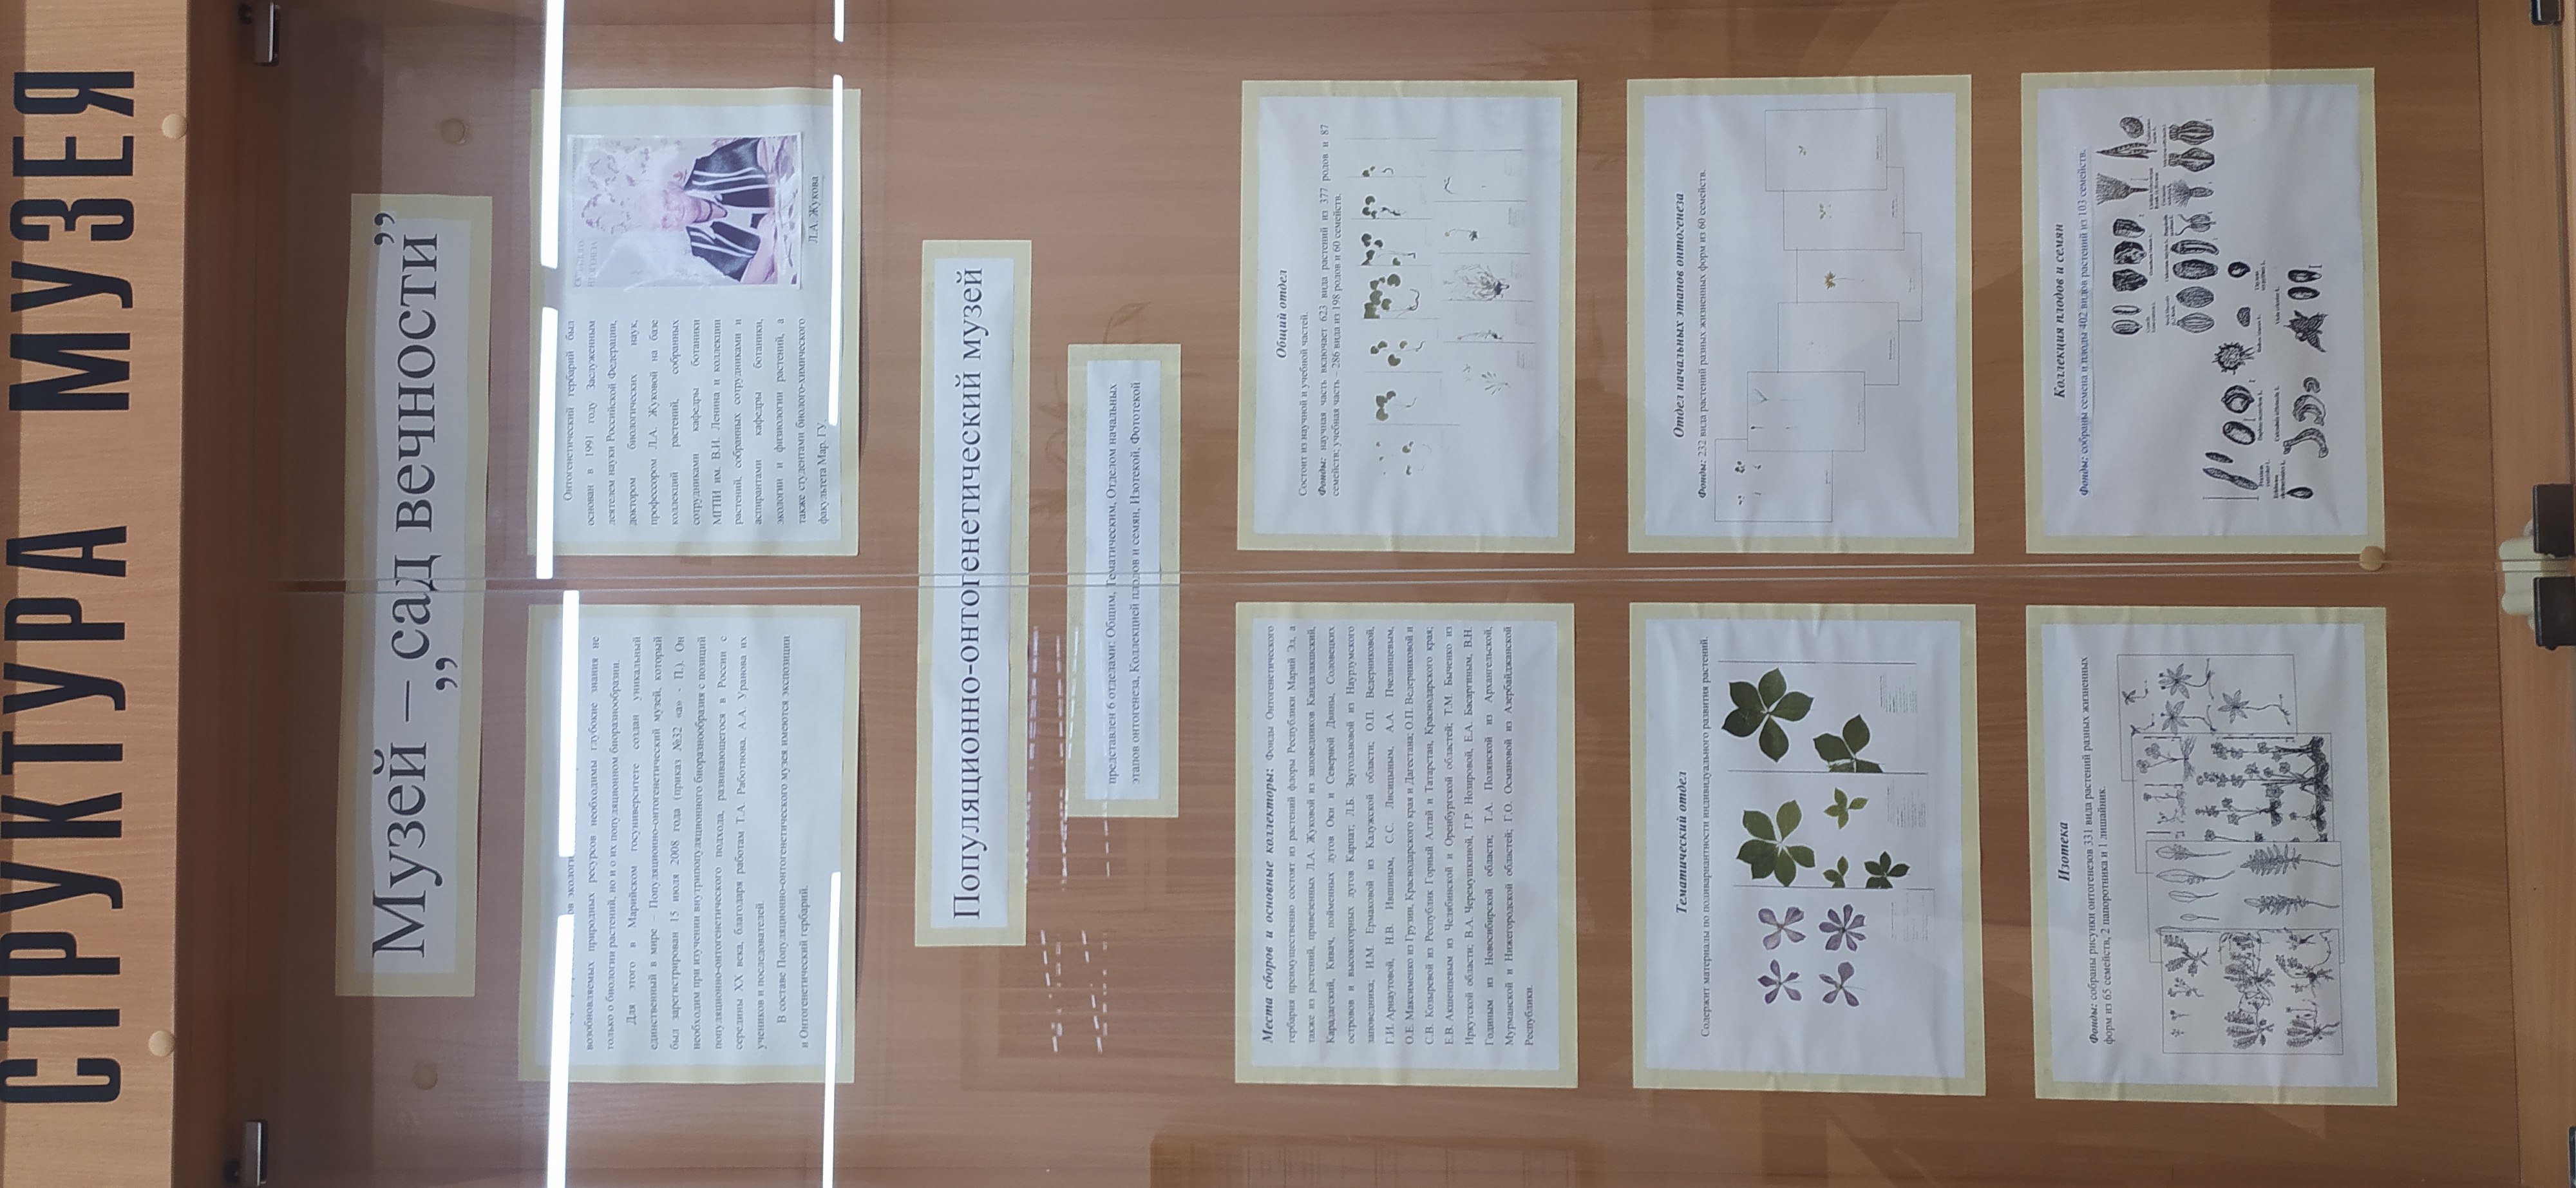 СТРУКТУРА МУЗЕЯ
Музей – „сад вечности”
возобновляемых природных ресурсов необходимы глубокие знания не
только о биологии растений, но и о их популяционном биоразнообразии.
Для этого в Марийском госуниверситете создан уникальный
единственный в мире – Популяционно-онтогенетический музей, который
был зарегистрирован 15 июля 2008 года (приказ №32 «а» - П.). Он
необходим при изучении внутрипопуляционного биоразнообразия с позиций
популяционно-онтогенетического подхода, развивающегося в России с
середины XX века, благодаря работам Т.А. Работнова, А.А. Уранова их
учеников и последователей.
В составе Популяционно-онтогенетического музея имеются экспозиции
и Онтогенетический гербарий.
Онтогенетический гербарий был
основан в 1991 году Заслуженным
деятелем науки Российской Федерации,
доктором биологических наук,
профессором Л.А. Жуковой на базе
коллекций растений, собранных
сотрудниками кафедры ботаники
МГПИ им. В.И. Ленина и коллекции
растений, собранных сотрудниками и
аспирантами кафедры ботаники,
экологии и физиологии растений, а
также студентами биолого-химического
факультета Мар. ГУ.
Л.А. Жукова
Популяционно-онтогенетический музей
представлен 6 отделами: Общим, Тематическим, Отделом начальных
этапов онтогенеза, Коллекцией плодов и семян, Изотекой, Фототекой
Места сборов и основные коллекторы: Фонды Онтогенетического
гербария преимущественно состоят из растений флоры Республики Марий Эл, а
также из растений, привезенных Л.А. Жуковой из заповедников Кандалакшский,
Карадагский, Кивач, пойменных лугов Оки и Северной Двины, Соловецких
островов и высокогорных лугов Карпат; Л.Б. Заугольновой из Наурзумского
заповедника; И.М. Ермаковой из Калужской области; О.П. Ведерниковой,
Г.И. Арнаутовой, Н.В. Ившиным, С.С. Лисицыным, А.А. Пчелинцевым,
О.Е. Максименко из Грузии, Краснодарского края и Дагестана; О.П. Ведерниковой и
С.В. Козыревой из Республик Горный Алтай и Татарстан, Краснодарского края;
Е.В. Акшенцевым из Челябинской и Оренбургской областей; Т.М. Быченко из
Иркутской области; В.А. Черемушкиной, Г.Р. Нозировой, Е.А. Басаргиным, В.Н.
Годиным из Новосибирской области; Т.А. Полянской из Архангельской,
Мурманской и Нижегородской областей; Г.О. Османовой из Азербайджанской
Республики.
Общий отдел
Состоит из научной и учебной частей.
Фонды: научная часть включает 623 вида растений из 377 родов и 87
семейств; учебная часть – 286 вида из 198 родов и 60 семейств.
Тематический отдел
Содержит материалы по поливариантности индивидуального развития растений.
Отдел начальных этапов онтогенеза
Фонды: 232 вида растений разных жизненных форм из 60 семейств.
Изотека
Фонды: собраны рисунки онтогенезов 331 вида растений разных жизненных
форм из 65 семейств, 2 папоротника и 1 лишайник.
Коллекция плодов и семян
Фонды: собраны семена и плоды 402 видов растений из 103 семейств.